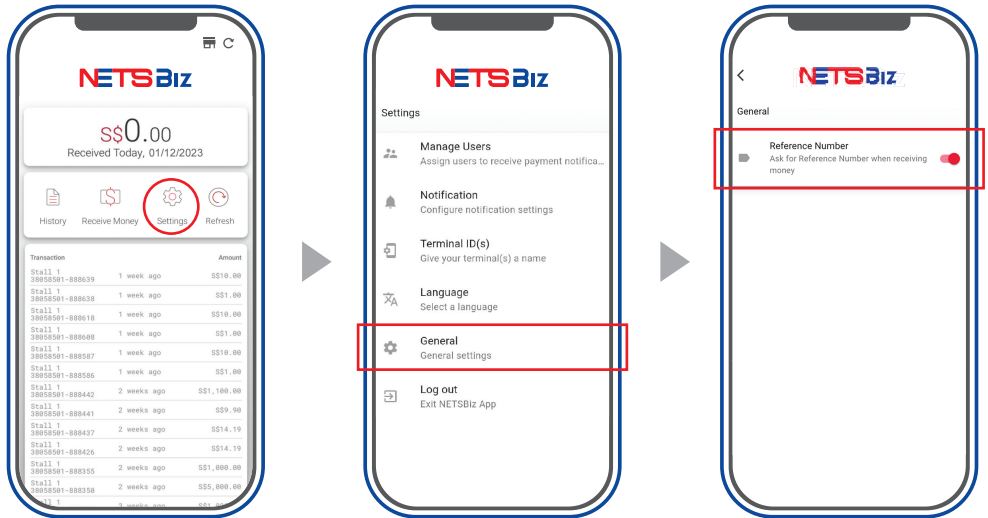 NETSBiz
S$0.00
Received Today, 01/12/2023
History Receive Money Settings Refresh
Transaction Amount
Stall 1
38058501-888639 1 week ago S$10.00
Stall 1
38058501-888638 1 week ago S$1.00
Stall 1
38058501-888618 1 week ago S$10.00
Stall 1
38058501-888608 1 week ago S$1.00
Stall 1
38058501-888587 1 week ago S$10.00
Stall 1
38058501-888586 1 week ago S$1.00
Stall 1
38058501-888442 2 weeks ago S$1,100.00
Stall 1
38058501-888441 2 weeks ago S$9.90
Stall 1
38058501-888437 2 weeks ago S$14.19
Stall 1
38058501-888426 2 weeks ago S$14.19
Stall 1
38058501-888355 2 weeks ago S$1,000.00
Stall 1
38058501-888350 2 weeks ago S$5,000.00
NETSBiz
Settings
Manage Users
Assign users to receive payment notifica...
Notification
Configure notification settings
Terminal ID(s)
Give your terminal(s) a name
Language
Select a language
General
General settings
Log out
Exit NETSBiz App
NETSBiz
General
Reference Number
Ask for Reference Number when receiving
money